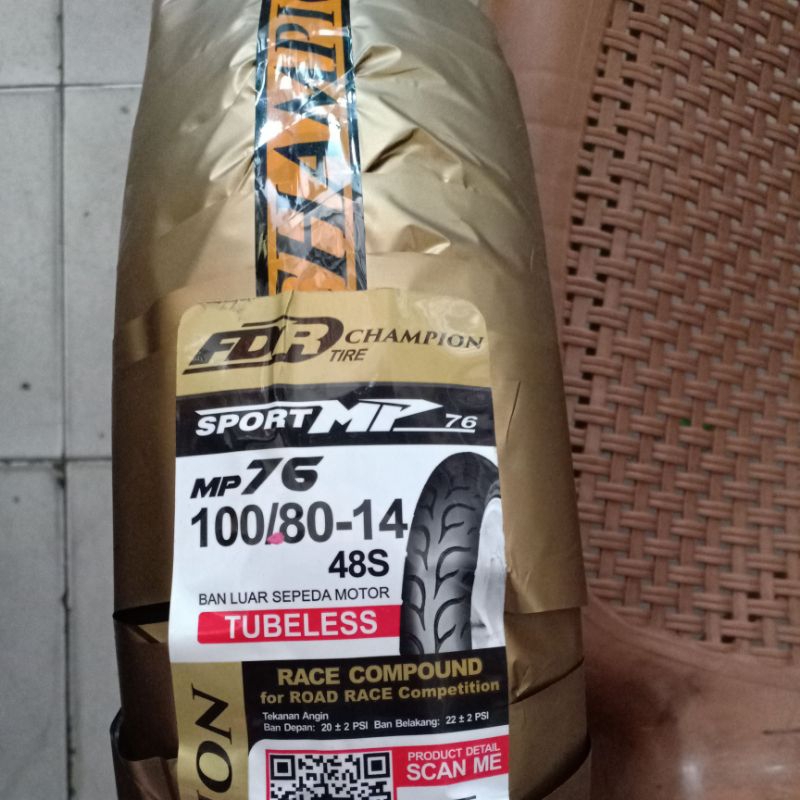 CHAMPIO
FDR TIRE CHAMPION
SPORT MP 76
MP76
100/80-14
48S
BAN LUAR SEPEDA MOTOR
TUBELESS
RACE COMPOUND
for ROAD RACE Competition
Tekanan Angin
Ban Depan: 20 ± 2 PSI Ban Belakang: 22 ± 2 PSI
PRODUCT DETAIL
SCAN ME
ION